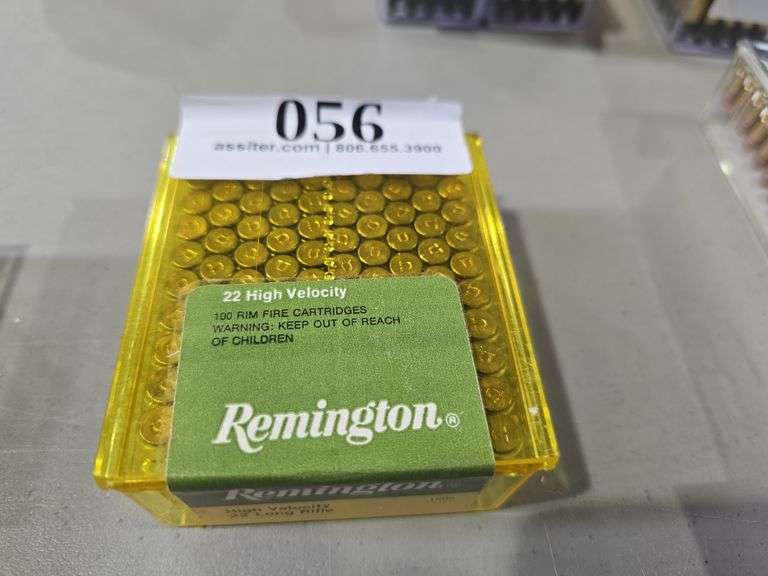 056
assiter.com | 806.655.3900
22 High Velocity
100 RIM FIRE CARTRIDGES
WARNING: KEEP OUT OF REACH
OF CHILDREN
Remington®
Remington
High Velocity
22 Long Rifle